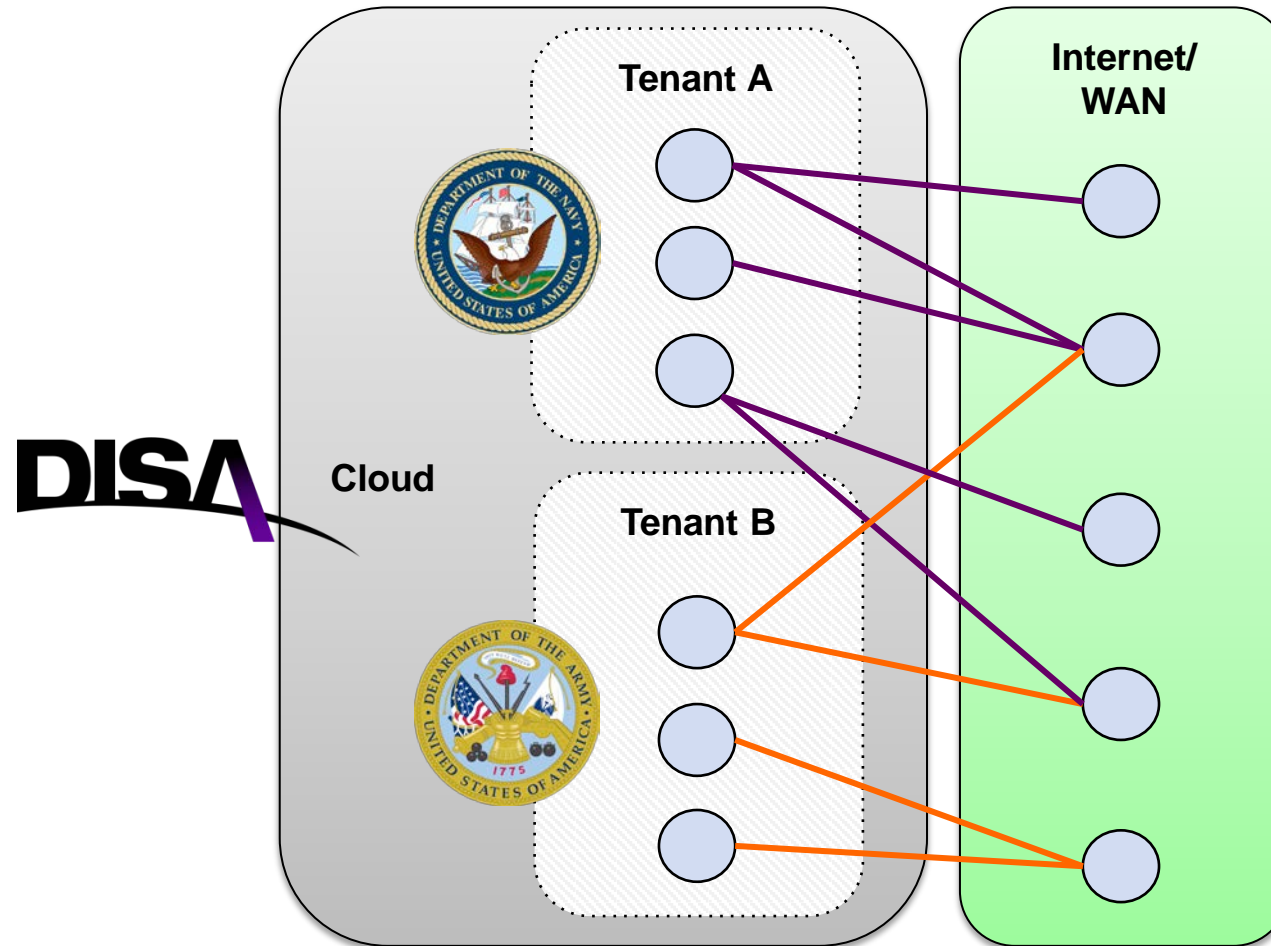 Tenant A
Internet/
WAN
DEPARTMENT OF THE NAVY
UNITED STATES OF AMERICA
DISA
Cloud
Tenant B
DEPARTMENT OF THE ARMY
1775
UNITED STATES OF AMERICA